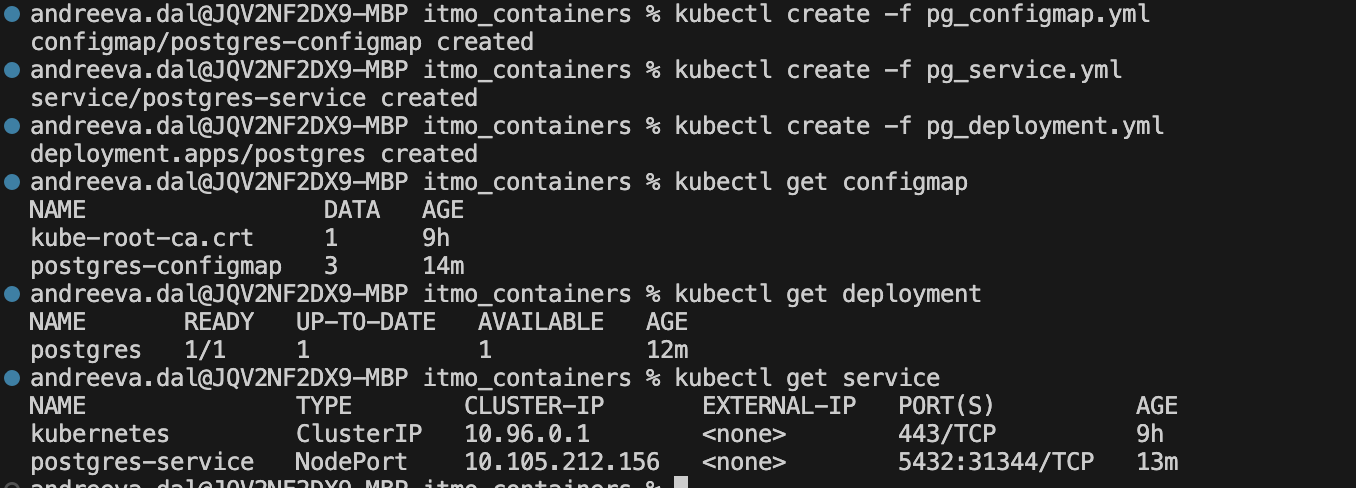 andreeva.dal@JQV2NF2DX9-MBP itmo_containers % kubectl create -f pg_configmap.yml
configmap/postgres-configmap created
andreeva.dal@JQV2NF2DX9-MBP itmo_containers % kubectl create -f pg_service.yml
service/postgres-service created
andreeva.dal@JQV2NF2DX9-MBP itmo_containers % kubectl create -f pg_deployment.yml
deployment.apps/postgres created
andreeva.dal@JQV2NF2DX9-MBP itmo_containers % kubectl get configmap
NAME DATA AGE
kube-root-ca.crt 1 9h
postgres-configmap 3 14m
andreeva.dal@JQV2NF2DX9-MBP itmo_containers % kubectl get deployment
NAME READY UP-TO-DATE AVAILABLE AGE
postgres 1/1 1 1 12m
andreeva.dal@JQV2NF2DX9-MBP itmo_containers % kubectl get service
NAME TYPE CLUSTER-IP EXTERNAL-IP PORT(S) AGE
kubernetes ClusterIP 10.96.0.1 <none> 443/TCP 9h
postgres-service NodePort 10.105.212.156 <none> 5432:31344/TCP 13m
andreeva.dal@JQV2NF2DX9-MBP itmo_containers %